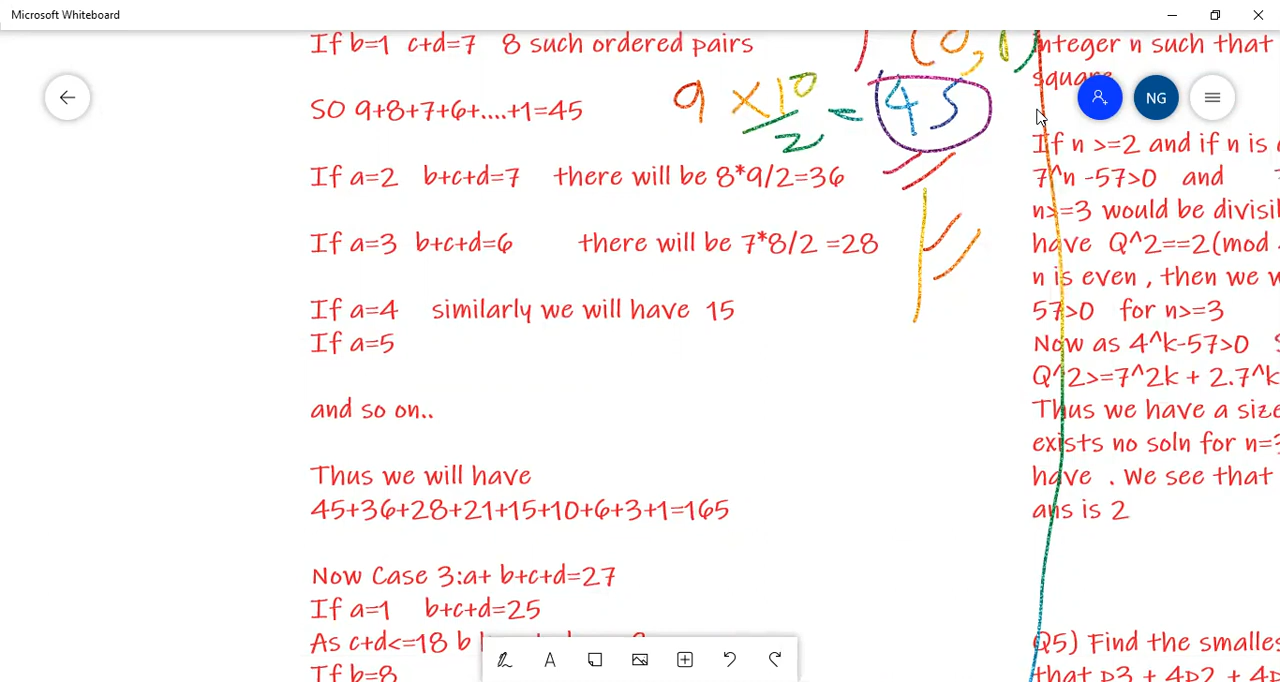 Microsoft Whiteboard
If b=1 c+d=7 8 such ordered pairs
SO 9+8+7+6+....+1=45
9 × 10/2 = 45
If a=2 b+c+d=7 there will be 8*9/2=36
If a=3 b+c+d=6 there will be 7*8/2 =28
If a=4 similarly we will have 15
If a=5
and so on..
Thus we will have
45+36+28+21+15+10+6+3+1=165
Now Case 3:a+ b+c+d=27
If a=1 b+c+d=25
As c+d<=18 b
If b=8
integer n such that
square
NG
If n >=2 and if n is
7^n -57>0 and
n>=3 would be divisi
have Q^2==2(mod
n is even , then we w
57>0 for n>=3
Now as 4^k-57>0 S
Q^2>=7^2k + 2.7^k
Thus we have a size
exists no soln for n=3
have . We see that
ans is 2
Q5) Find the smalles
that p3 + 4p2 + 4p